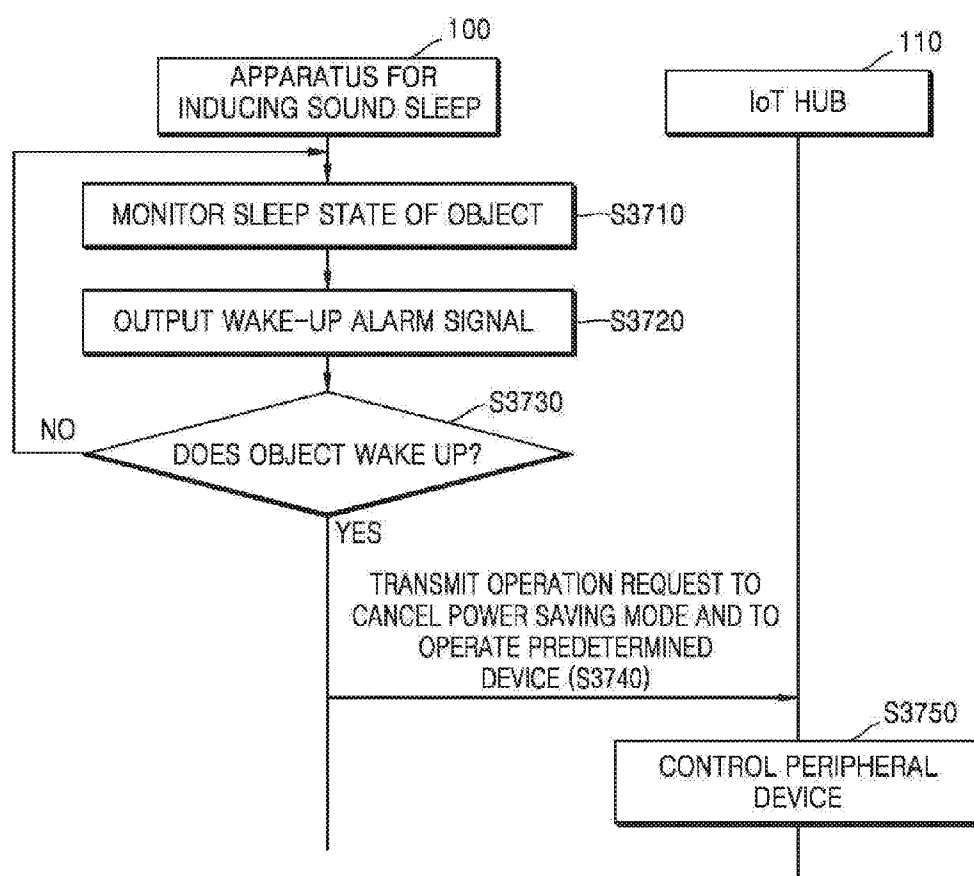 100
APPARATUS FOR
INDUCING SOUND SLEEP
110
IoT HUB
MONITOR SLEEP STATE OF OBJECT
S3710
OUTPUT WAKE-UP ALARM SIGNAL
S3720
S3730
NO
DOES OBJECT WAKE UP?
YES
TRANSMIT OPERATION REQUEST TO
CANCEL POWER SAVING MODE AND TO
OPERATE PREDETERMINED
DEVICE (S3740)
S3750
CONTROL PERIPHERAL
DEVICE